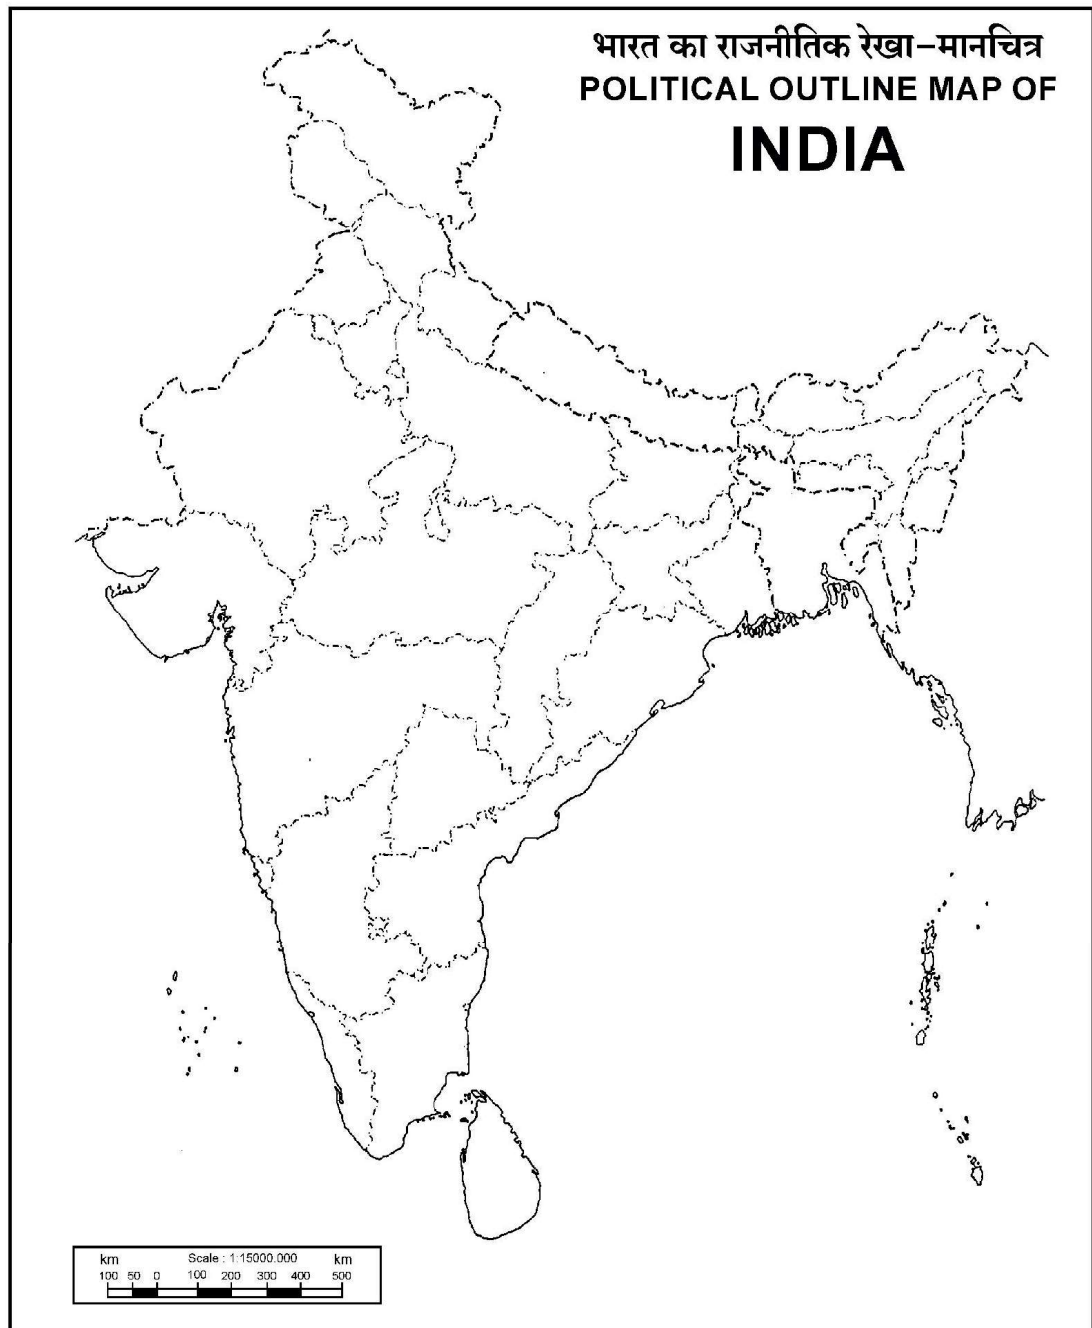 भारत का राजनीतिक रेखा-मानचित्र
POLITICAL OUTLINE MAP OF
INDIA
km Scale : 1:15000.000 km
100 50 0 100 200 300 400 500